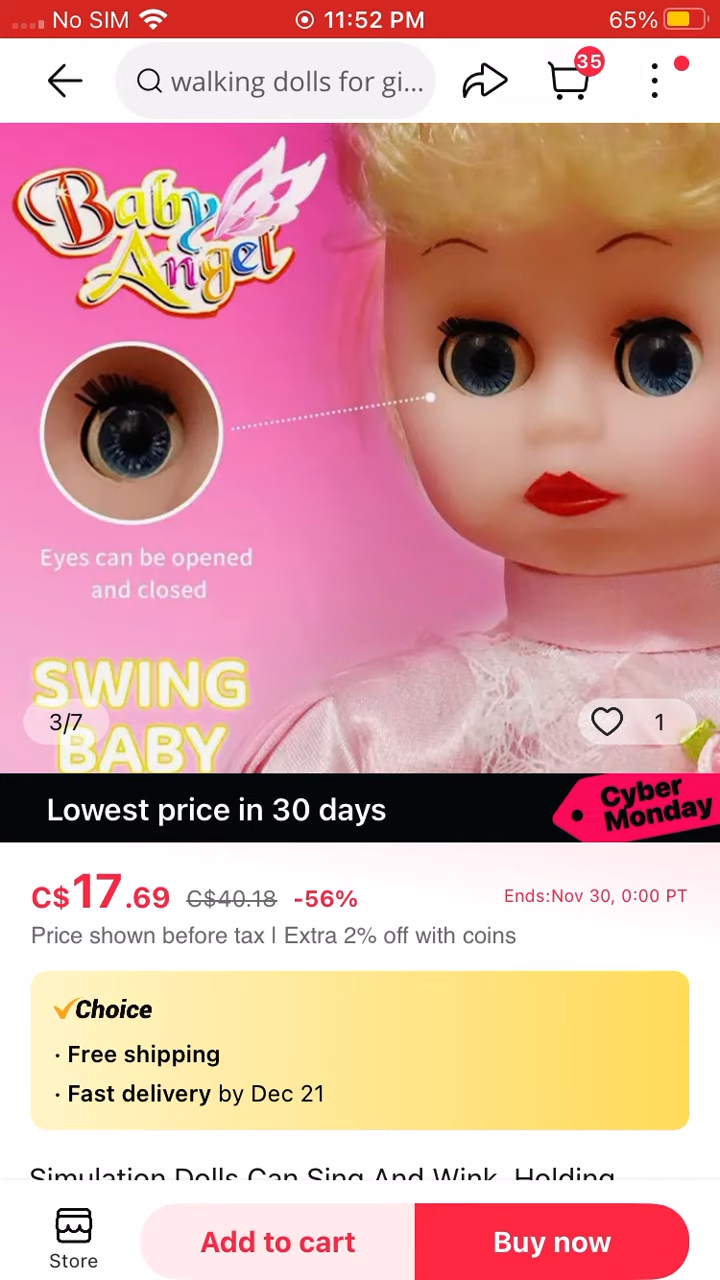 No SIM 11:52 PM 65%
walking dolls for gi... 35
Baby
Angel
Eyes can be opened
and closed
SWING
3/7 1
BABY
Lowest price in 30 days Cyber Monday
C$17.69 C$40.18 -56% Ends:Nov 30, 0:00 PT
Price shown before tax | Extra 2% off with coins
Choice
· Free shipping
· Fast delivery by Dec 21
Simulation Dolls Can Sing And Wink, Holding
Store Add to cart Buy now